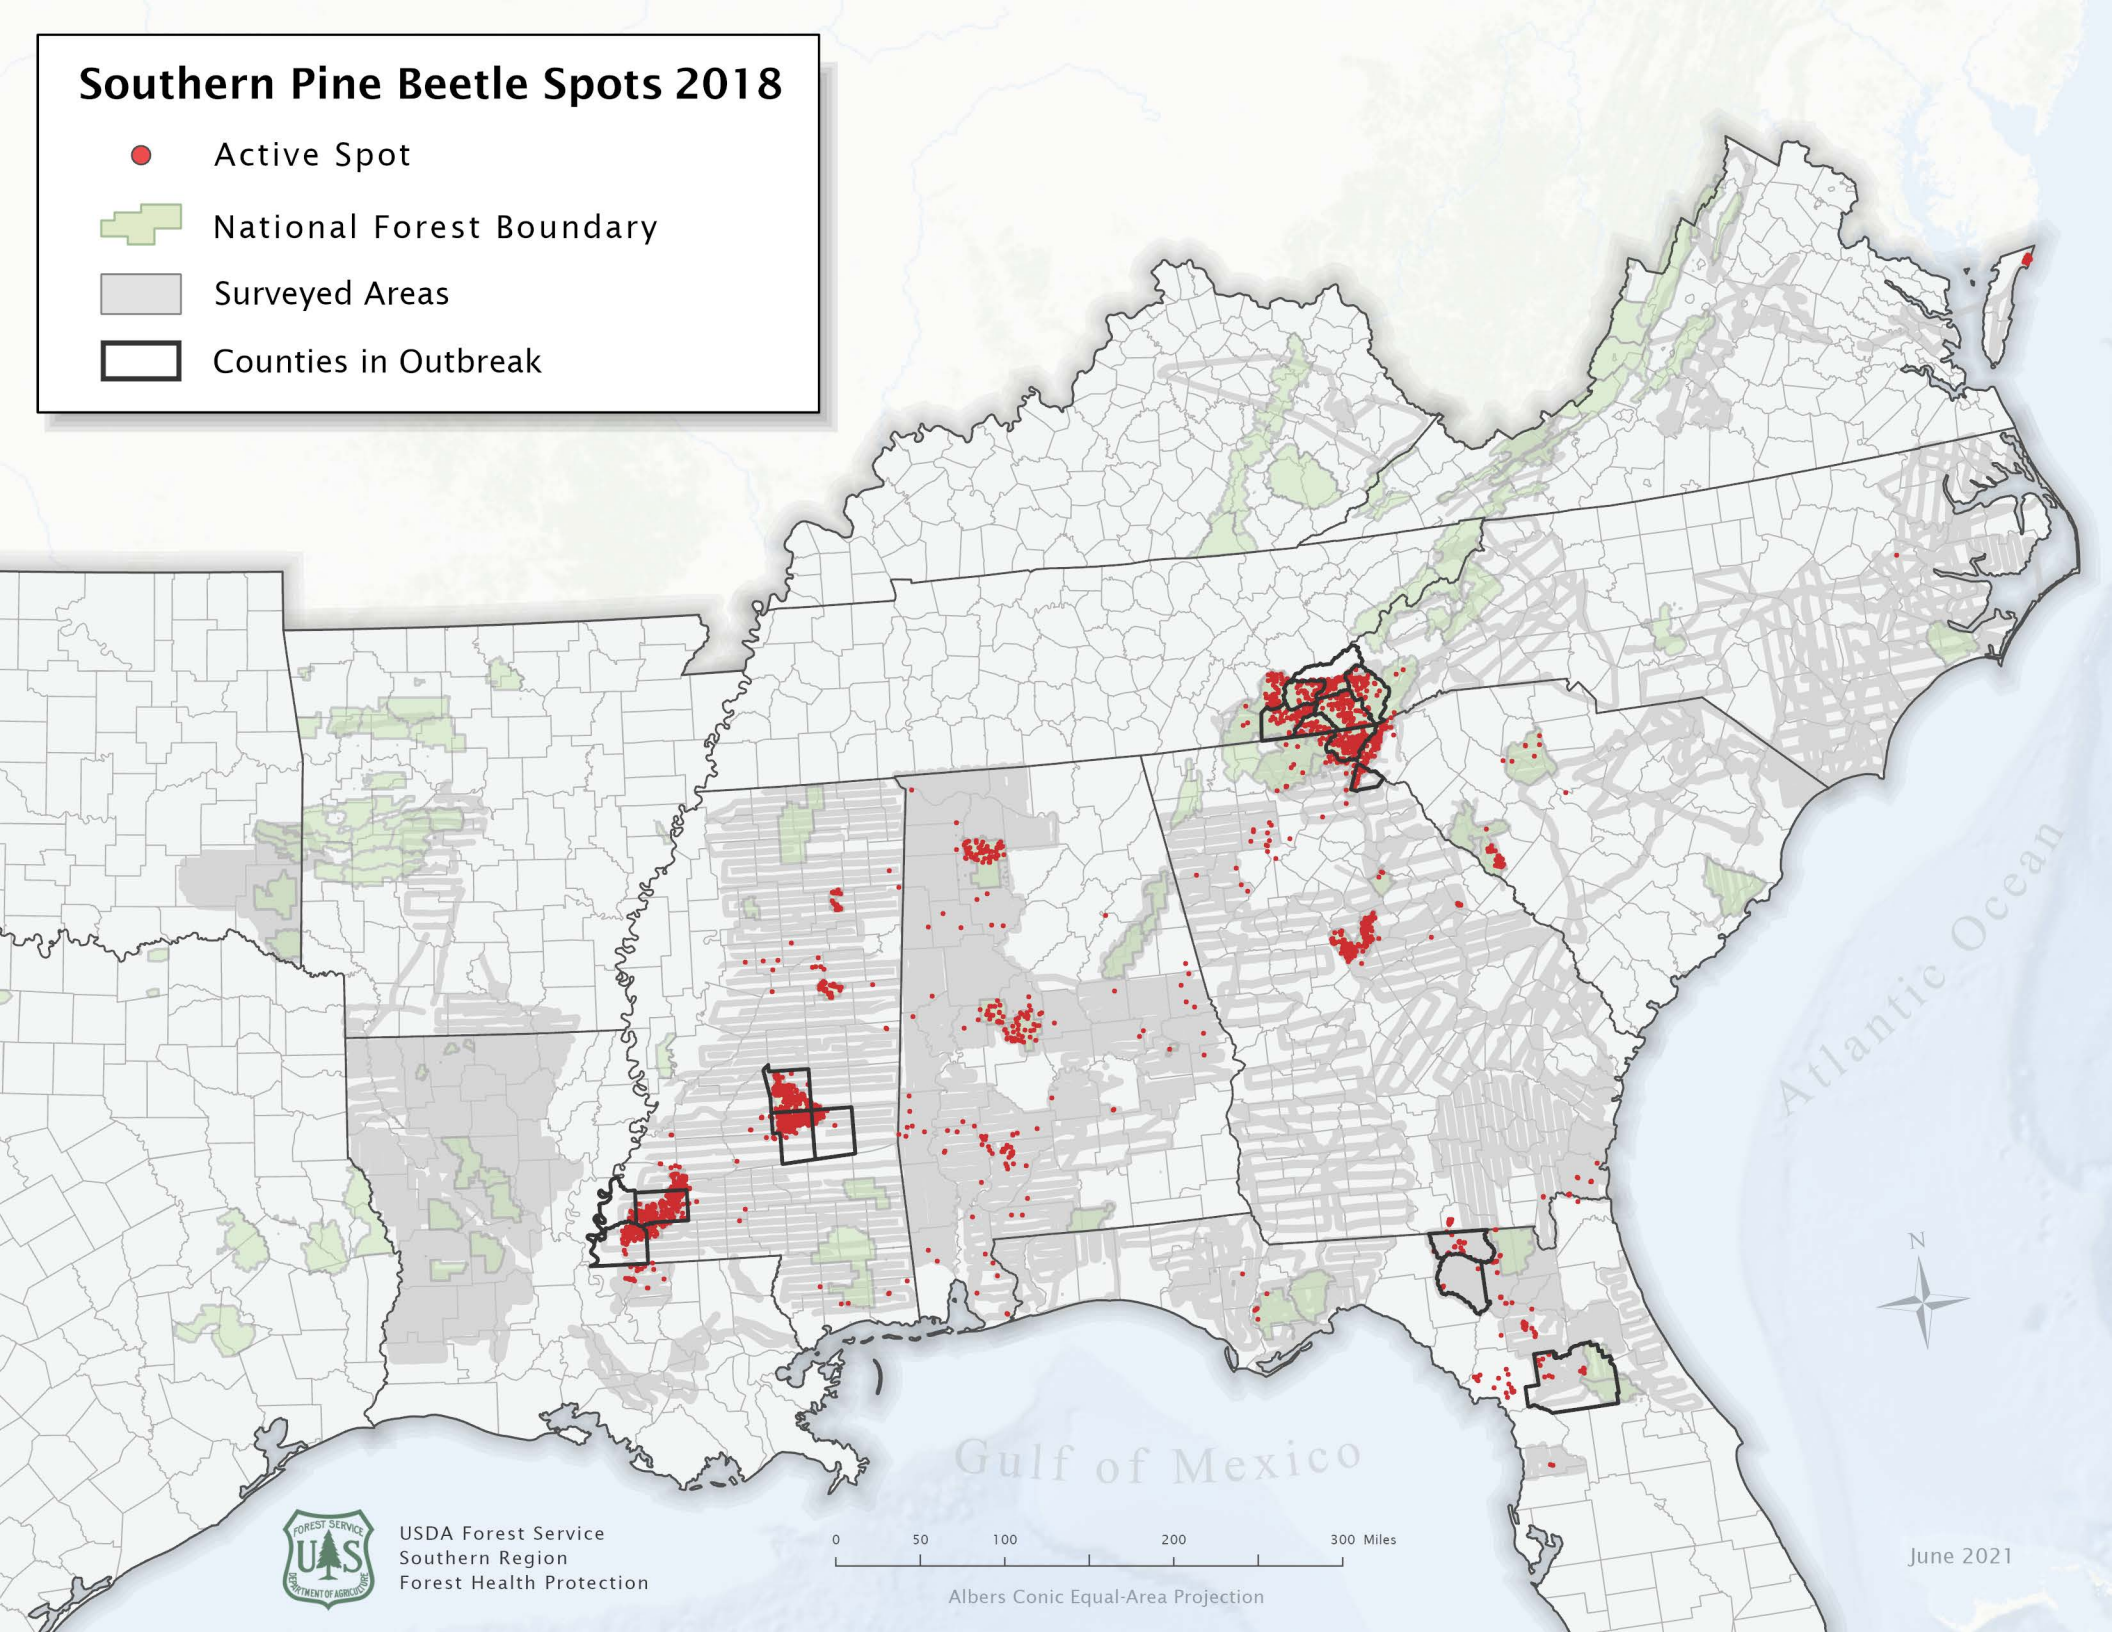 Southern Pine Beetle Spots 2018
Active Spot
National Forest Boundary
Surveyed Areas
Counties in Outbreak
Atlantic Ocean
N
Gulf of Mexico
FOREST SERVICE
U S
DEPARTMENT OF AGRICULTURE
USDA Forest Service
Southern Region
Forest Health Protection
0 50 100 200 300 Miles
Albers Conic Equal-Area Projection
June 2021